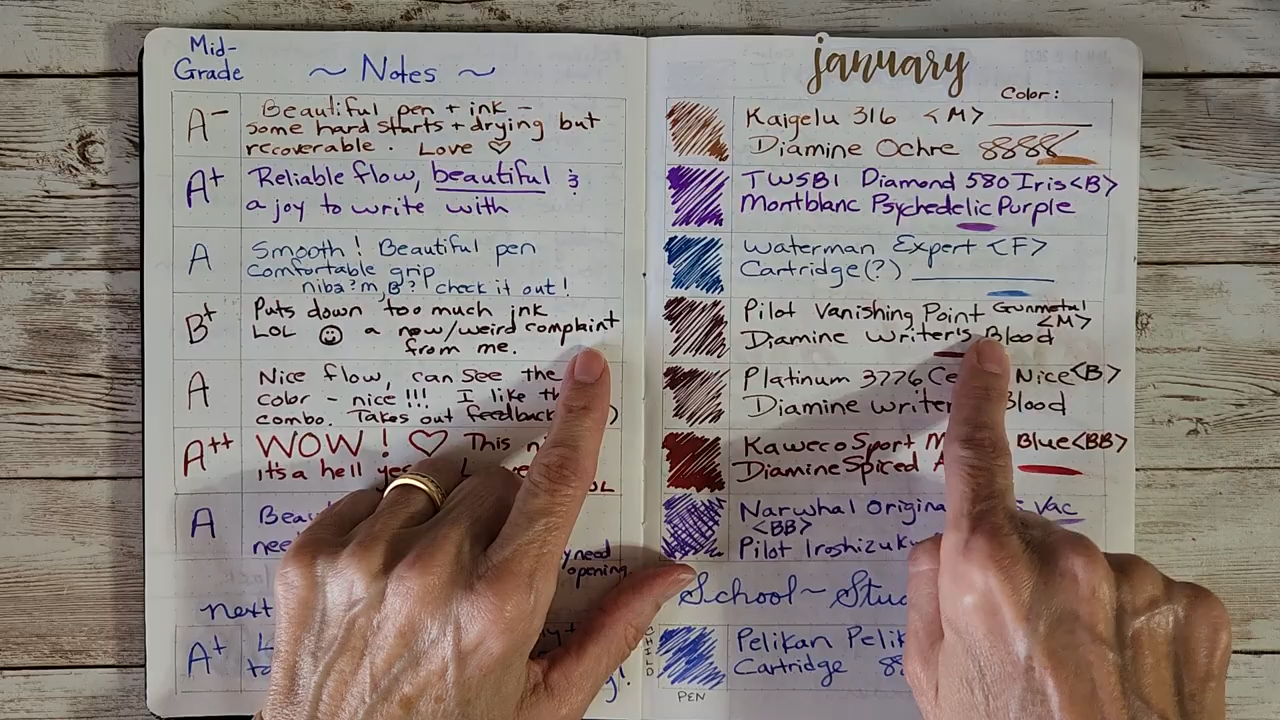 Mid-
Grade
~ Notes ~
A-
Beautiful pen + ink -
some hard starts + drying but
recoverable. Love ♡
A+
Reliable flow, beautiful &
a joy to write with
A
Smooth! Beautiful pen
comfortable grip
nibs? m, B? check it out!
B+
Puts down too much ink
LOL ☺ a new/weird complaint
from me.
A
Nice flow, can see the
color - nice!!! I like
combo. Takes out feedback
A++
WOW! ♡ This
it's a hell yes
LOL
A
need
opening.
next
A+
january
Color:
Kaigelu 316 <M>
Diamine Ochre 8888
TWSBI Diamond 580 Iris <B>
Montblanc Psychedelic Purple
Waterman Expert <F>
Cartridge(?)
Pilot Vanishing Point Gunmetal
<M>
Diamine Writer's Blood
Platinum 3776 Nice <B>
Diamine Writer Blood
Kaweco Sport Blue <BB>
Diamine Spiced
Narwhal Original Vac
<BB>
Pilot Iroshizuku
School ~
Pelikan
Cartridge
PEN